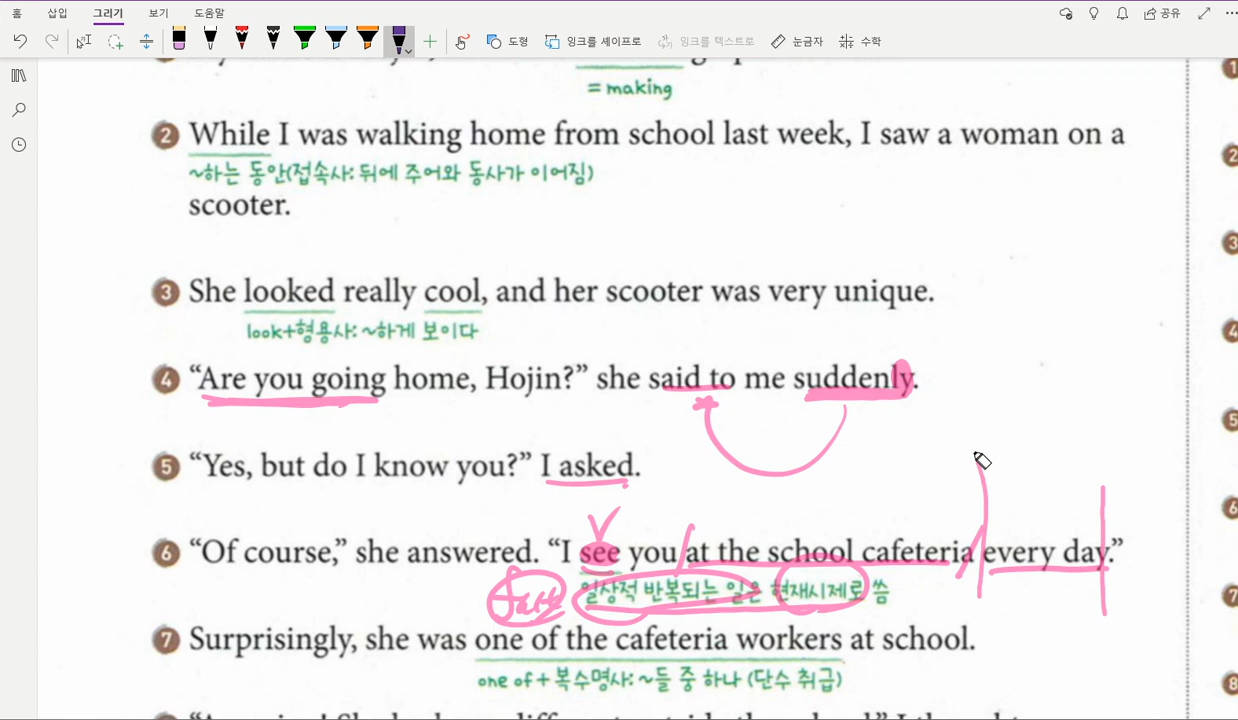 홈 삽입 그리기 보기 도움말 공유
도형 잉크를 셰이프로 잉크를 텍스트로 눈금자 수학
= making
2 While I was walking home from school last week, I saw a woman on a
~하는 동안(접속사: 뒤에 주어와 동사가 이어짐)
scooter.
3 She looked really cool, and her scooter was very unique.
look+형용사: ~하게 보이다
4 “Are you going home, Hojin?” she said to me suddenly.
5 “Yes, but do I know you?” I asked.
6 “Of course,” she answered. “I see you at the school cafeteria every day.”
일상적 반복되는 일은 현재시제로 씀
7 Surprisingly, she was one of the cafeteria workers at school.
one of + 복수명사: ~들 중 하나 (단수 취급)
1
2
3
4
5
6
7
8